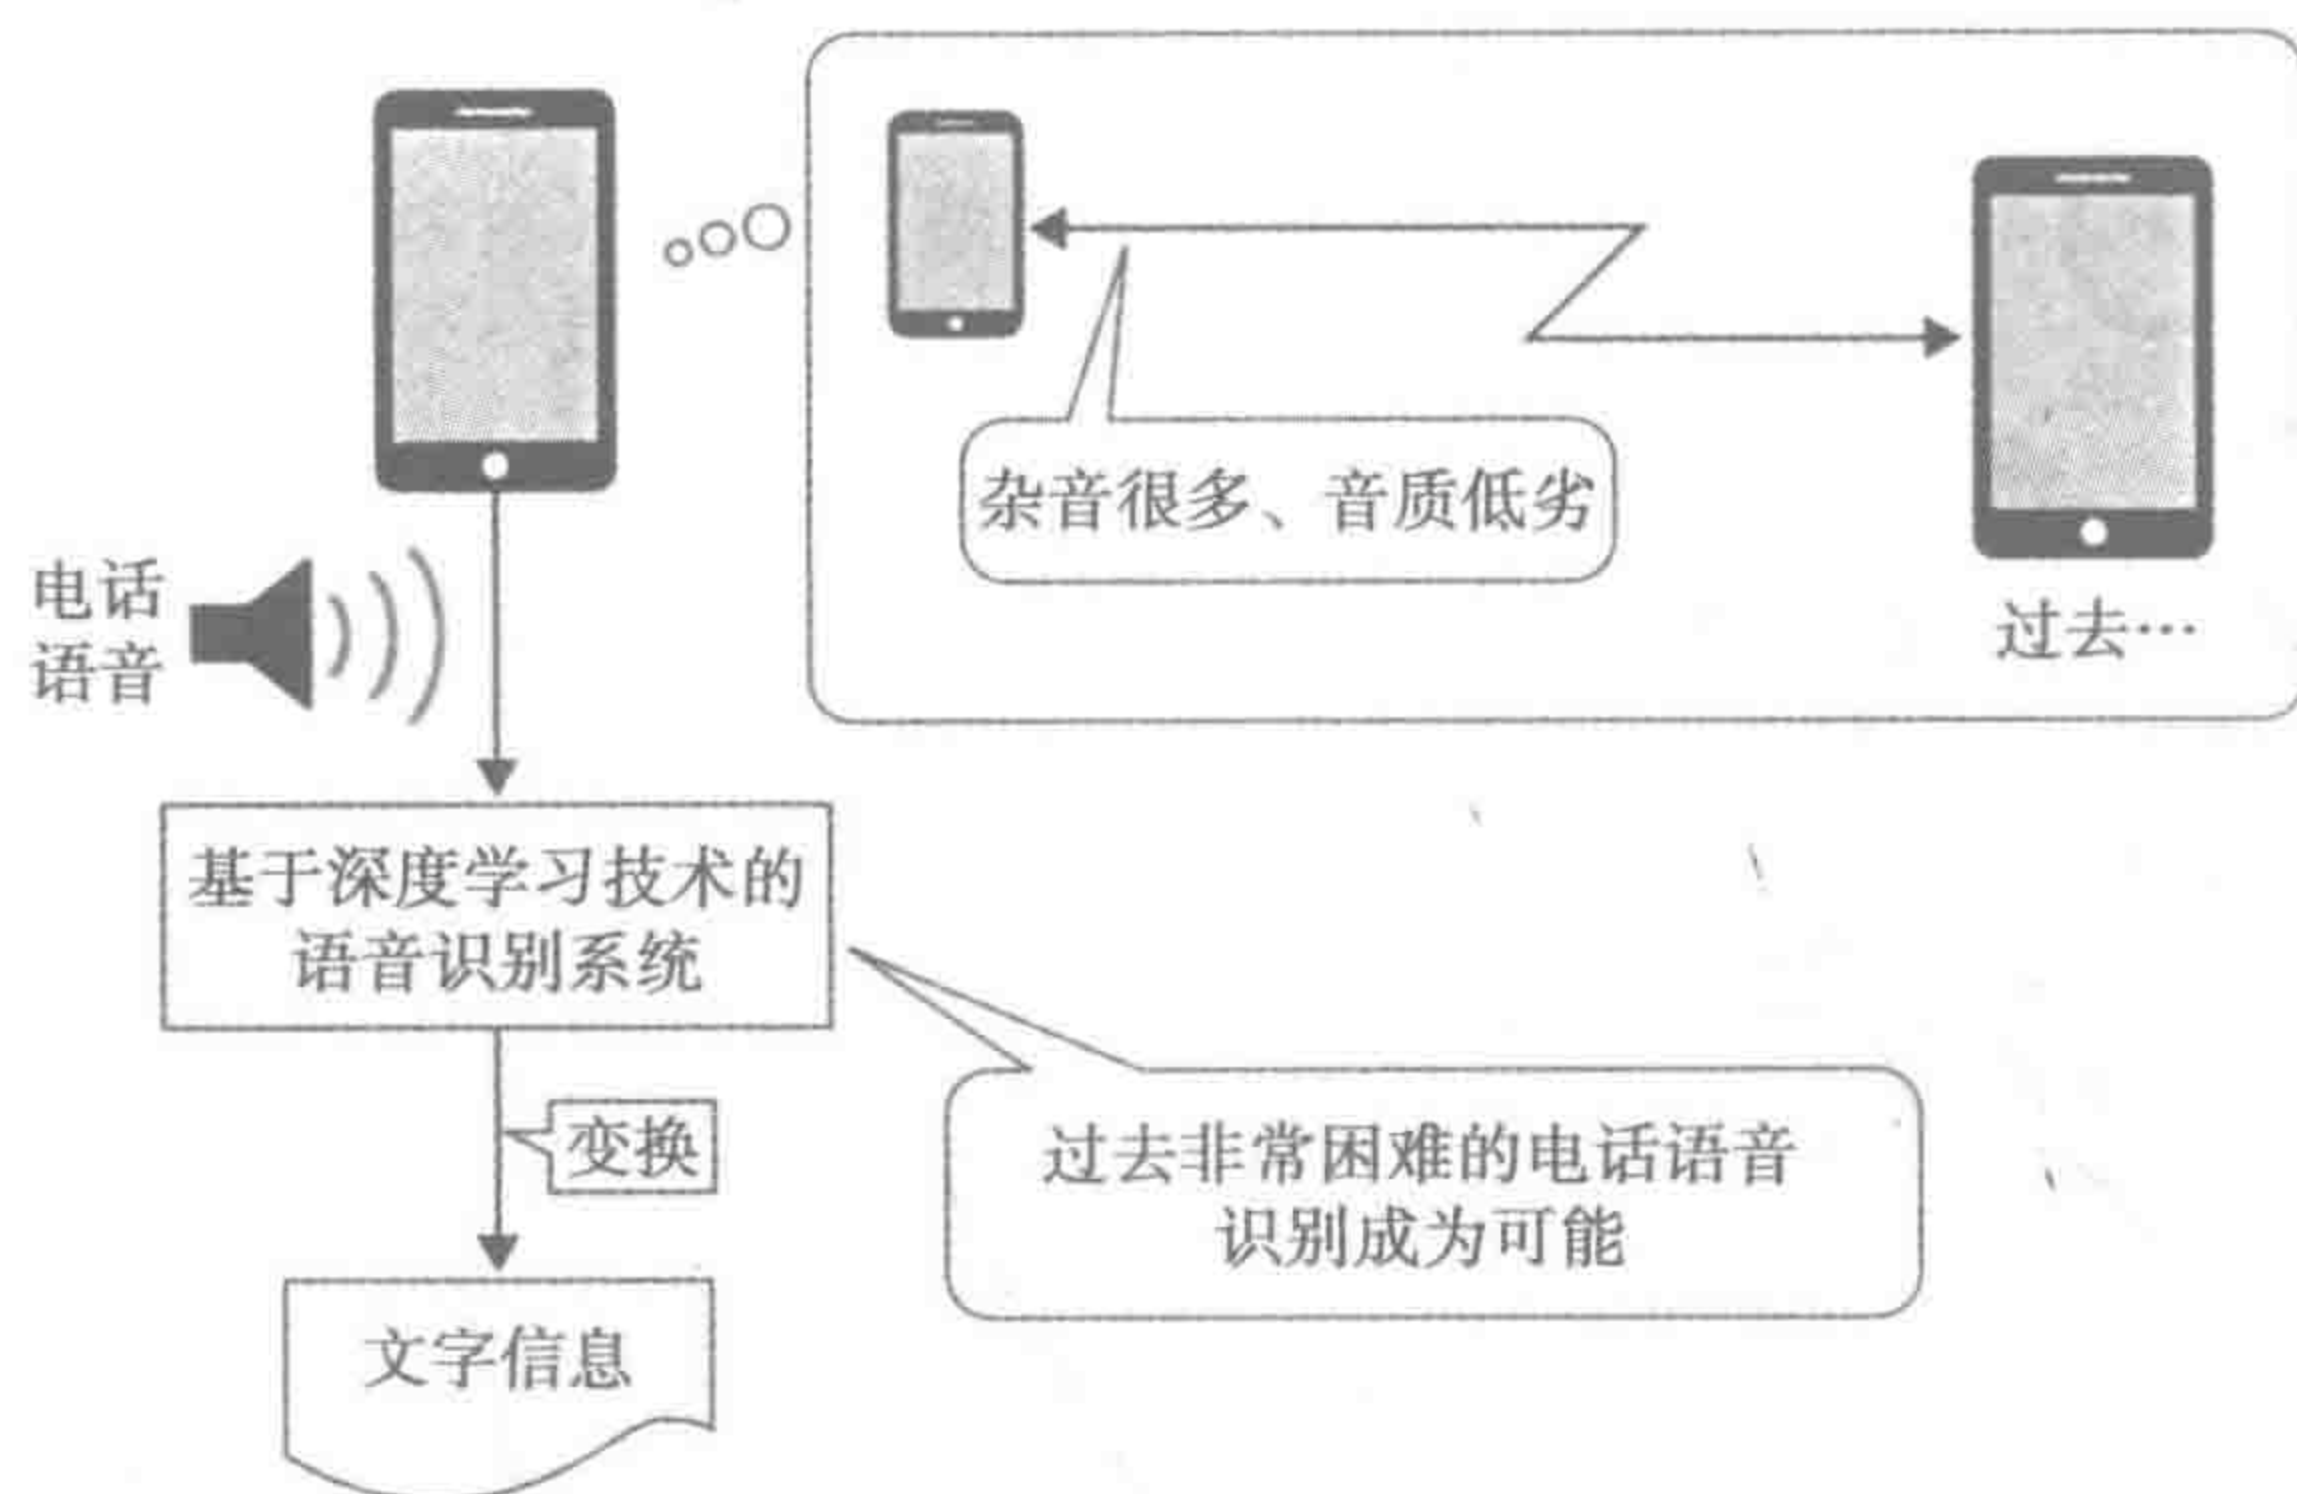 杂音很多、音质低劣
过去…
电话
语音
基于深度学习技术的
语音识别系统
变换
过去非常困难的电话语音
识别成为可能
文字信息